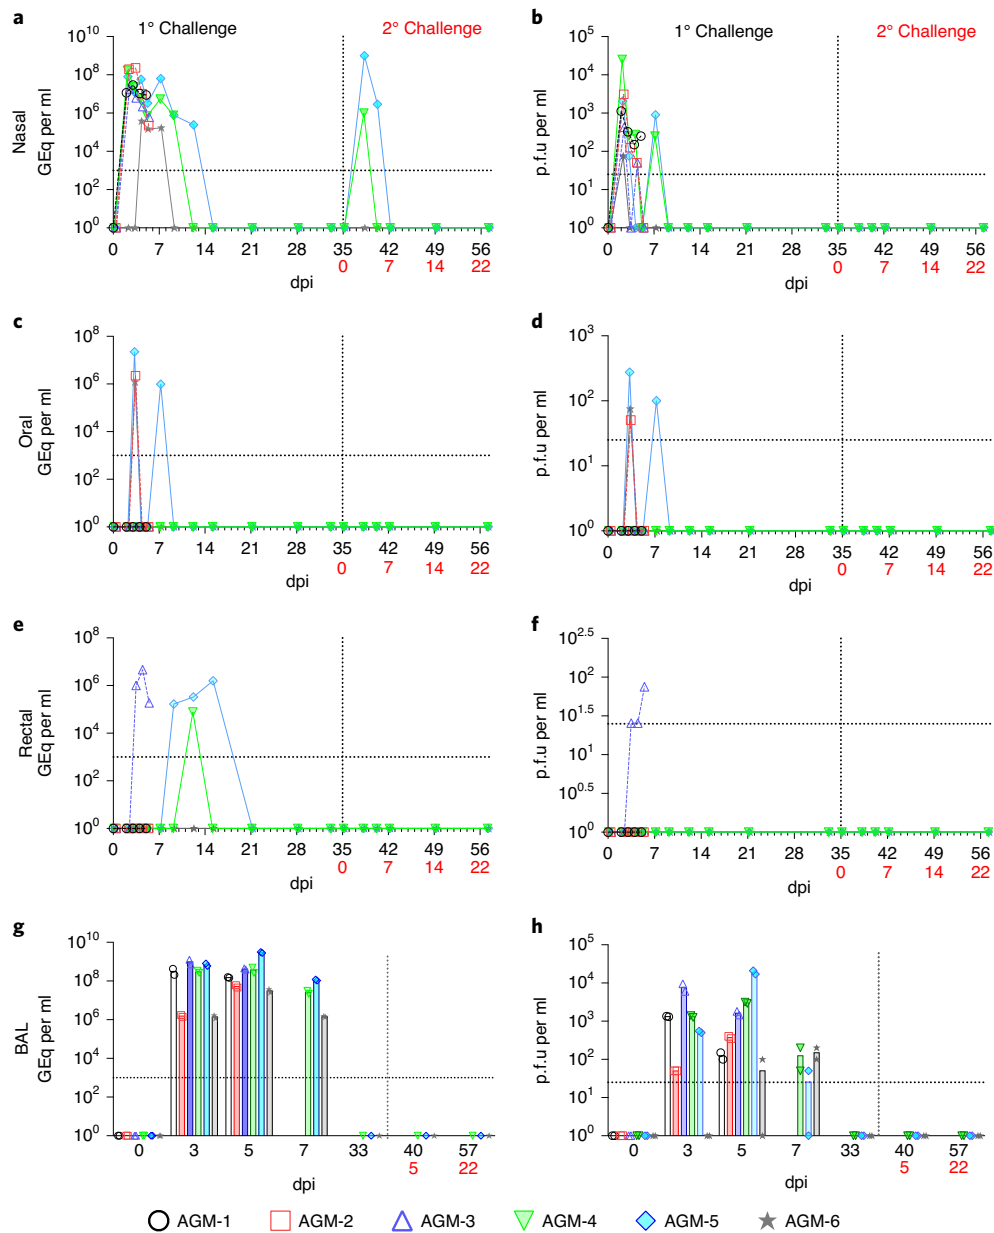 a
1° Challenge
2° Challenge
Nasal
GEq per ml
10^10
10^8
10^6
10^4
10^2
10^0
0 7 14 21 28 35 42 49 56
0 7 14 22
dpi
b
1° Challenge
2° Challenge
p.f.u per ml
10^5
10^4
10^3
10^2
10^1
10^0
0 7 14 21 28 35 42 49 56
0 7 14 22
dpi
c
Oral
GEq per ml
10^8
10^6
10^4
10^2
10^0
0 7 14 21 28 35 42 49 56
0 7 14 22
dpi
d
p.f.u per ml
10^3
10^2
10^1
10^0
0 7 14 21 28 35 42 49 56
0 7 14 22
dpi
e
Rectal
GEq per ml
10^8
10^6
10^4
10^2
10^0
0 7 14 21 28 35 42 49 56
0 7 14 22
dpi
f
p.f.u per ml
10^2.5
10^2
10^1.5
10^1
10^0.5
10^0
0 7 14 21 28 35 42 49 56
0 7 14 22
dpi
g
BAL
GEq per ml
10^10
10^8
10^6
10^4
10^2
10^0
0 3 5 7 33 40 57
5 22
dpi
h
p.f.u per ml
10^5
10^4
10^3
10^2
10^1
10^0
0 3 5 7 33 40 57
5 22
dpi
AGM-1 AGM-2 AGM-3 AGM-4 AGM-5 AGM-6